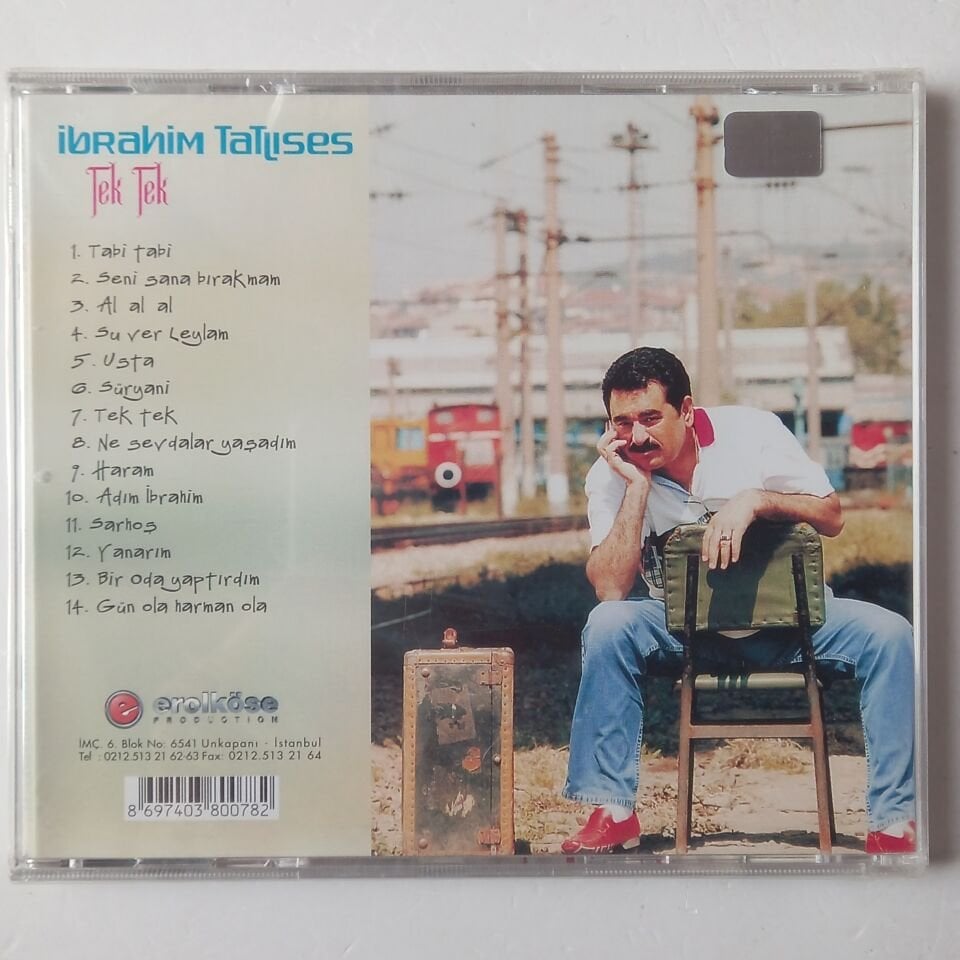 ibrahim Tatlıses
Tek Tek
1. Tabi tabi
2. Seni sana bırakmam
3. Al al al
4. Su ver Leylam
5. Usta
6. Süryani
7. Tek tek
8. Ne sevdalar yaşadım
9. Haram
10. Adım İbrahim
11. Sarhoş
12. Yanarım
13. Bir Oda yaptırdım
14. Gün ola harman ola
e erolköse
PRODUCTION
İMÇ. 6. Blok No: 6541 Unkapanı - İstanbul
Tel : 0212.513 21 62-63 Fax: 0212.513 21 64
8 697403 800782